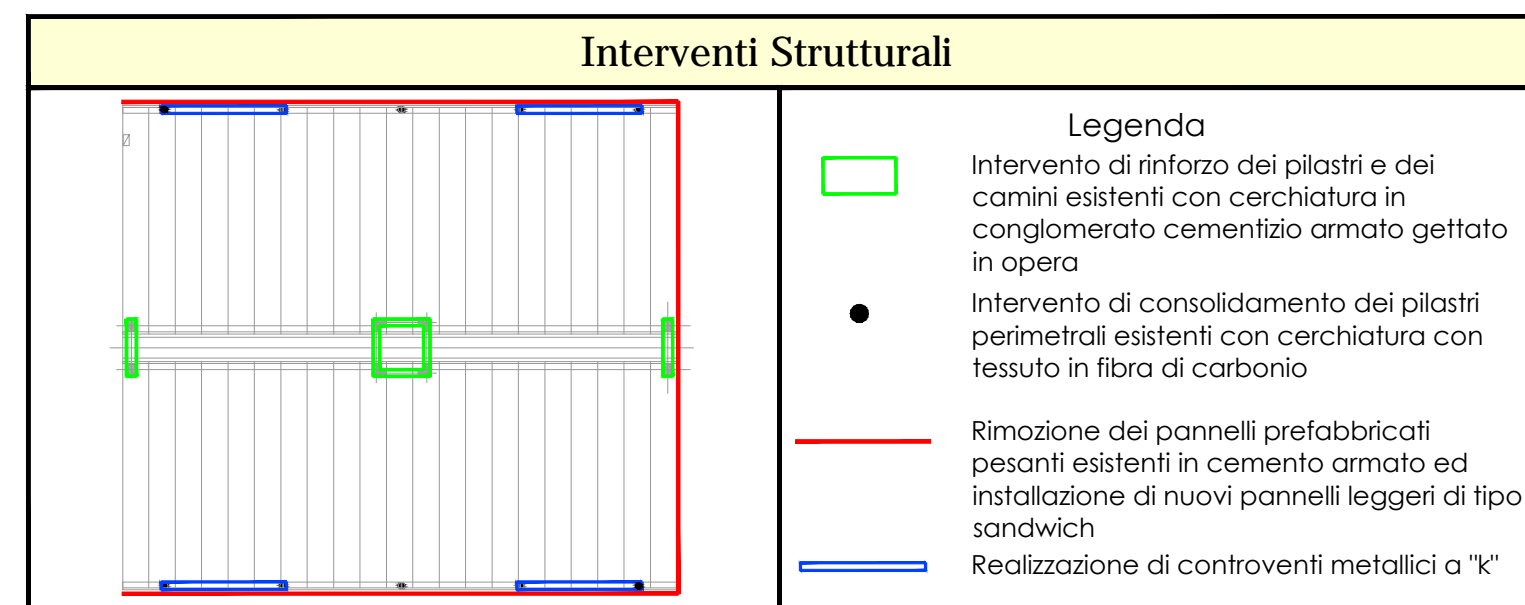 Interventi Strutturali
Legenda
Intervento di rinforzo dei pilastri e dei
camini esistenti con cerchiatura in
conglomerato cementizio armato gettato
in opera
Intervento di consolidamento dei pilastri
perimetrali esistenti con cerchiatura con
tessuto in fibra di carbonio
Rimozione dei pannelli prefabbricati
pesanti esistenti in cemento armato ed
installazione di nuovi pannelli leggeri di tipo
sandwich
Realizzazione di controventi metallici a "k"